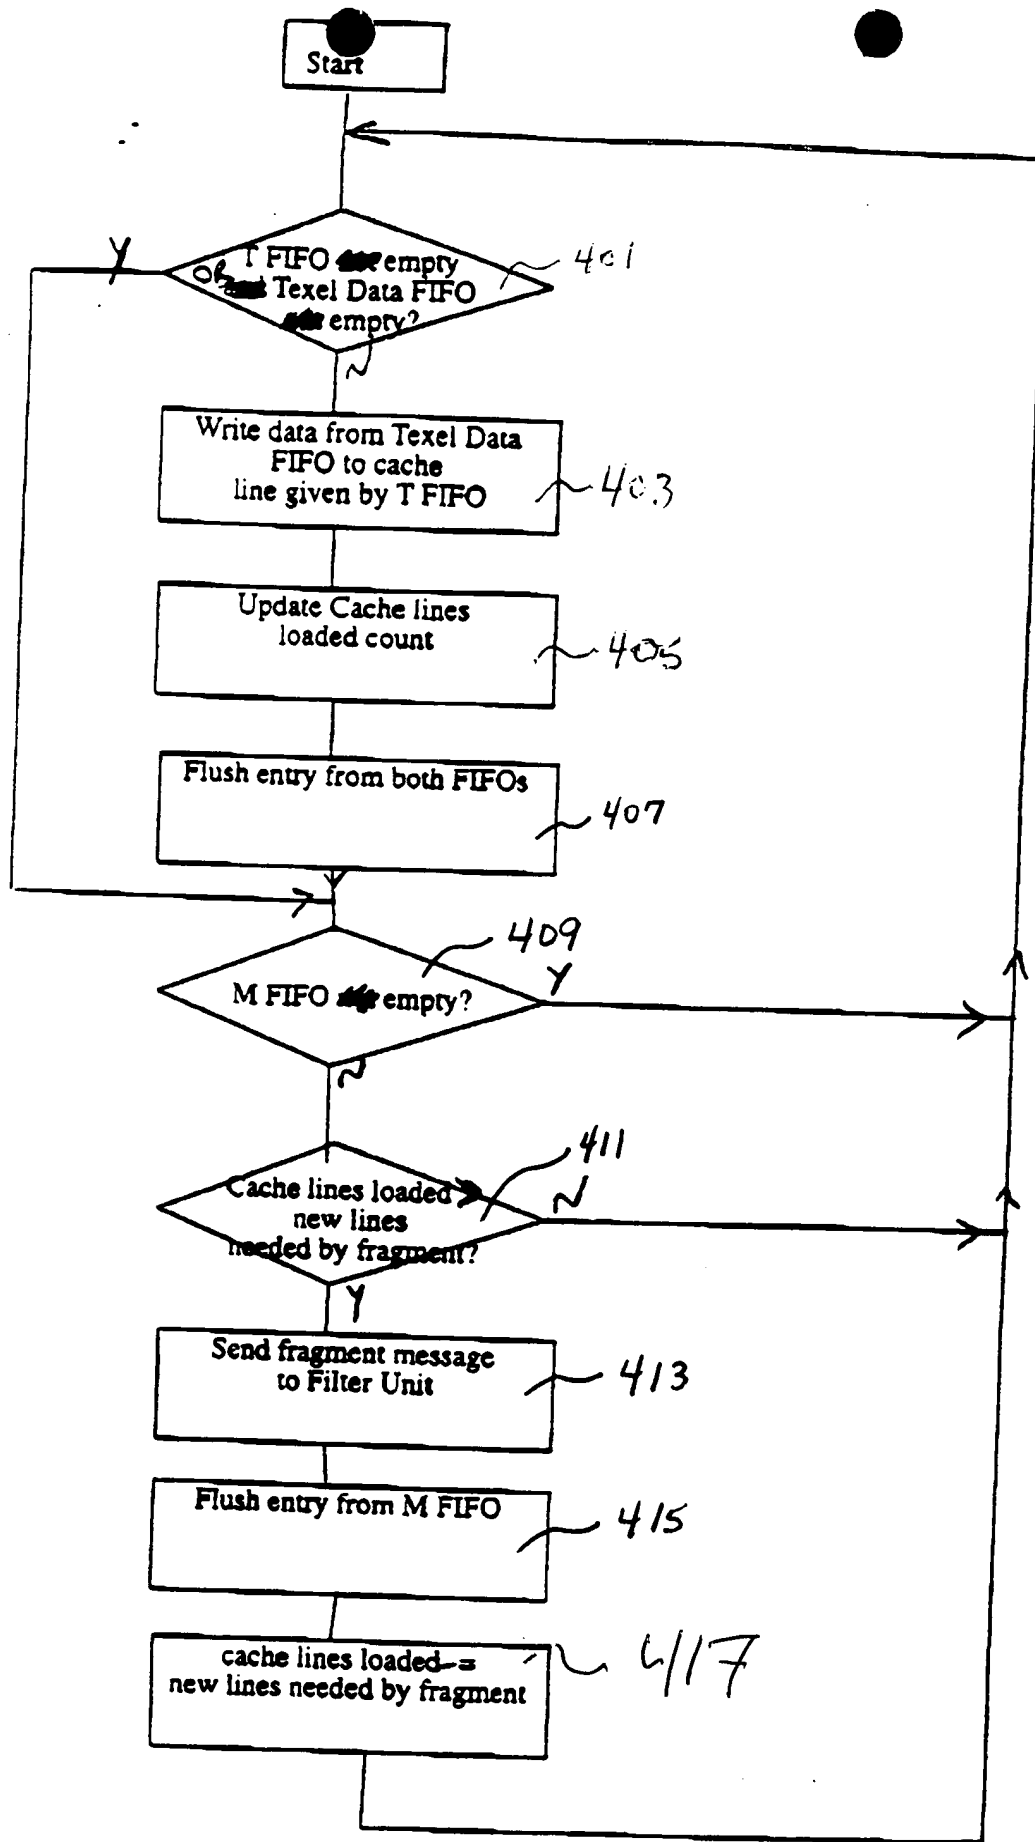 Start
Y
T FIFO empty
OR Texel Data FIFO
empty?
401
N
Write data from Texel Data
FIFO to cache
line given by T FIFO
403
Update Cache lines
loaded count
405
Flush entry from both FIFOs
407
409
M FIFO empty?
Y
N
411
Cache lines loaded
new lines
needed by fragment?
N
Y
Send fragment message
to Filter Unit
413
Flush entry from M FIFO
415
cache lines loaded -=
new lines needed by fragment
417